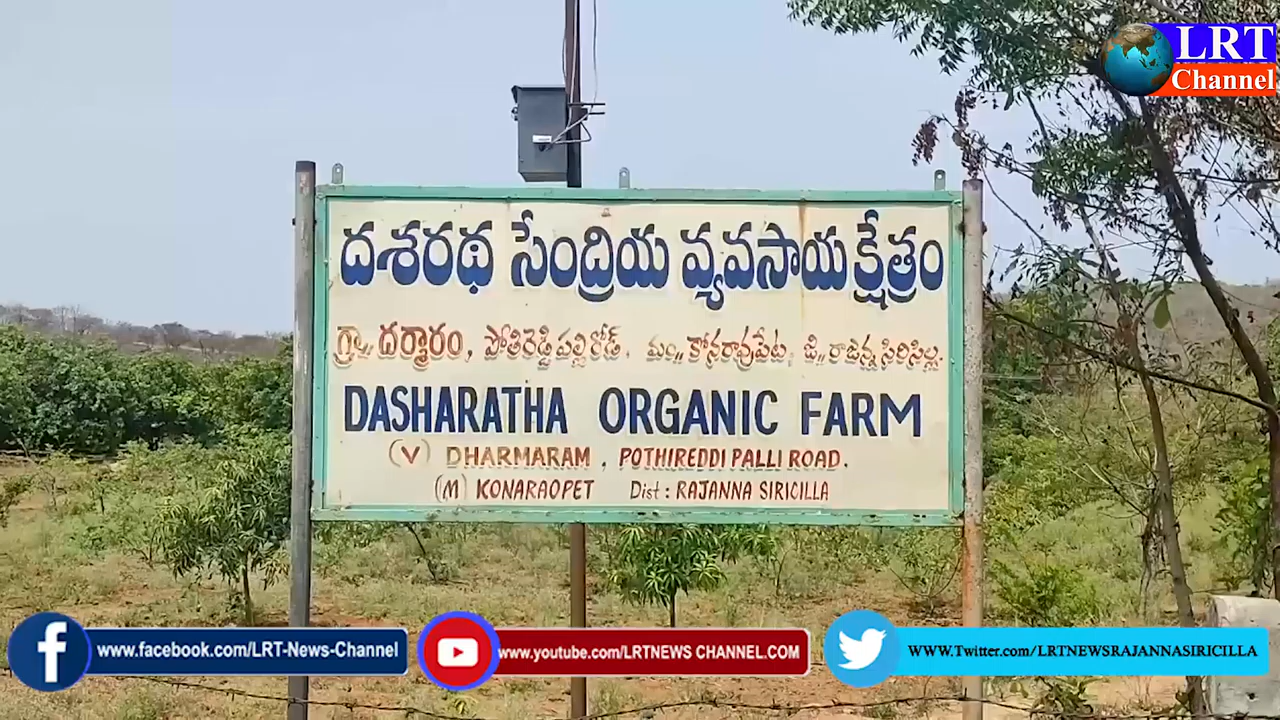 LRT
Channel
దశరథ సేంద్రియ వ్యవసాయ క్షేత్రం
గ్రా॥ దర్మారం, పోతిరెడ్డి పల్లి రోడ్, మం॥ కోనరావుపేట, జి॥ రాజన్న సిరిసిల్ల.
DASHARATHA ORGANIC FARM
(V) DHARMARAM, POTHIREDDI PALLI ROAD.
(M) KONARAOPET Dist: RAJANNA SIRICILLA
www.facebook.com/LRT-News-Channel
www.youtube.com/LRTNEWS CHANNEL.COM
WWW.Twitter.com/LRTNEWSRAJANNASIRICILLA